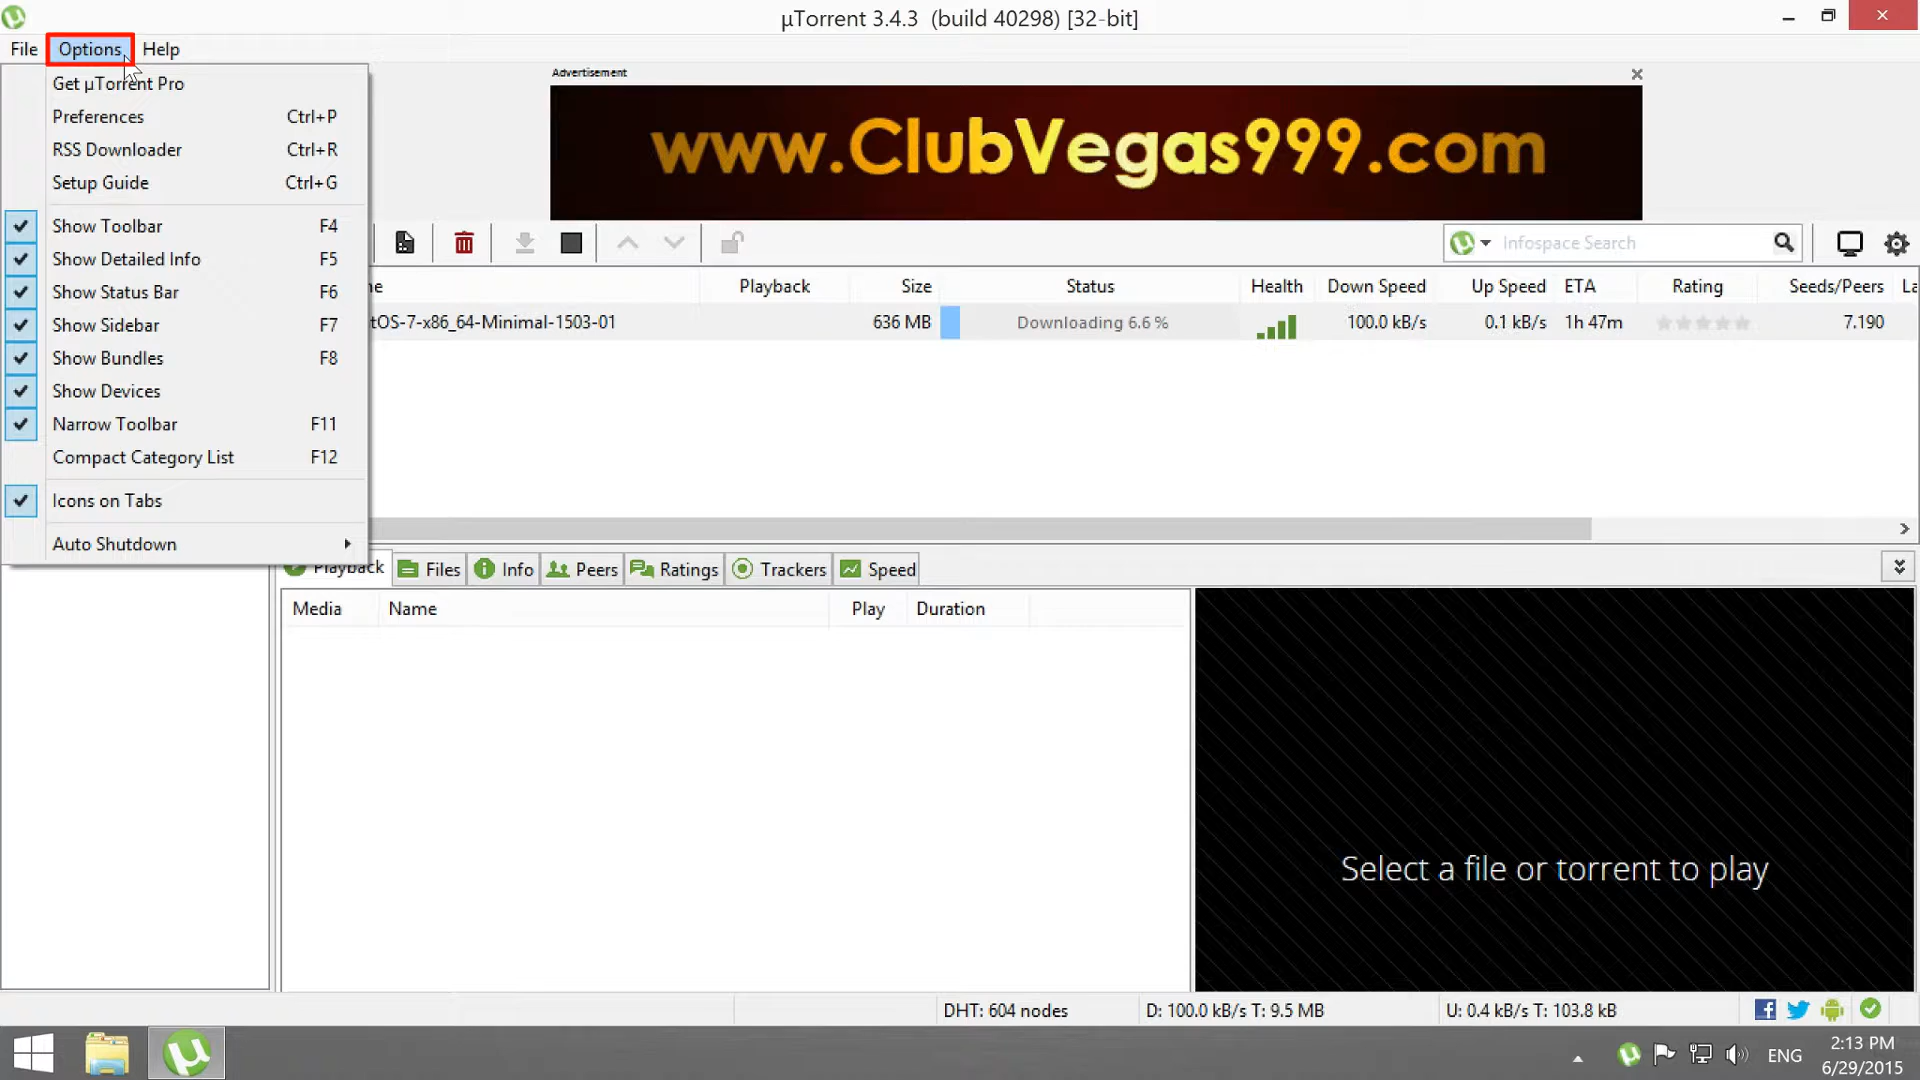 µTorrent 3.4.3 (build 40298) [32-bit]
File Options Help
Get µTorrent Pro
Preferences Ctrl+P
RSS Downloader Ctrl+R
Setup Guide Ctrl+G
Show Toolbar F4
Show Detailed Info F5
Show Status Bar F6
Show Sidebar F7
Show Bundles F8
Show Devices
Narrow Toolbar F11
Compact Category List F12
Icons on Tabs
Auto Shutdown
Advertisement
www.ClubVegas999.com
Infospace Search
me Playback Size Status Health Down Speed Up Speed ETA Rating Seeds/Peers La
tOS-7-x86_64-Minimal-1503-01 636 MB Downloading 6.6 % 100.0 kB/s 0.1 kB/s 1h 47m 7.190
Playback Files Info Peers Ratings Trackers Speed
Media Name Play Duration
Select a file or torrent to play
DHT: 604 nodes D: 100.0 kB/s T: 9.5 MB U: 0.4 kB/s T: 103.8 kB
ENG
2:13 PM
6/29/2015